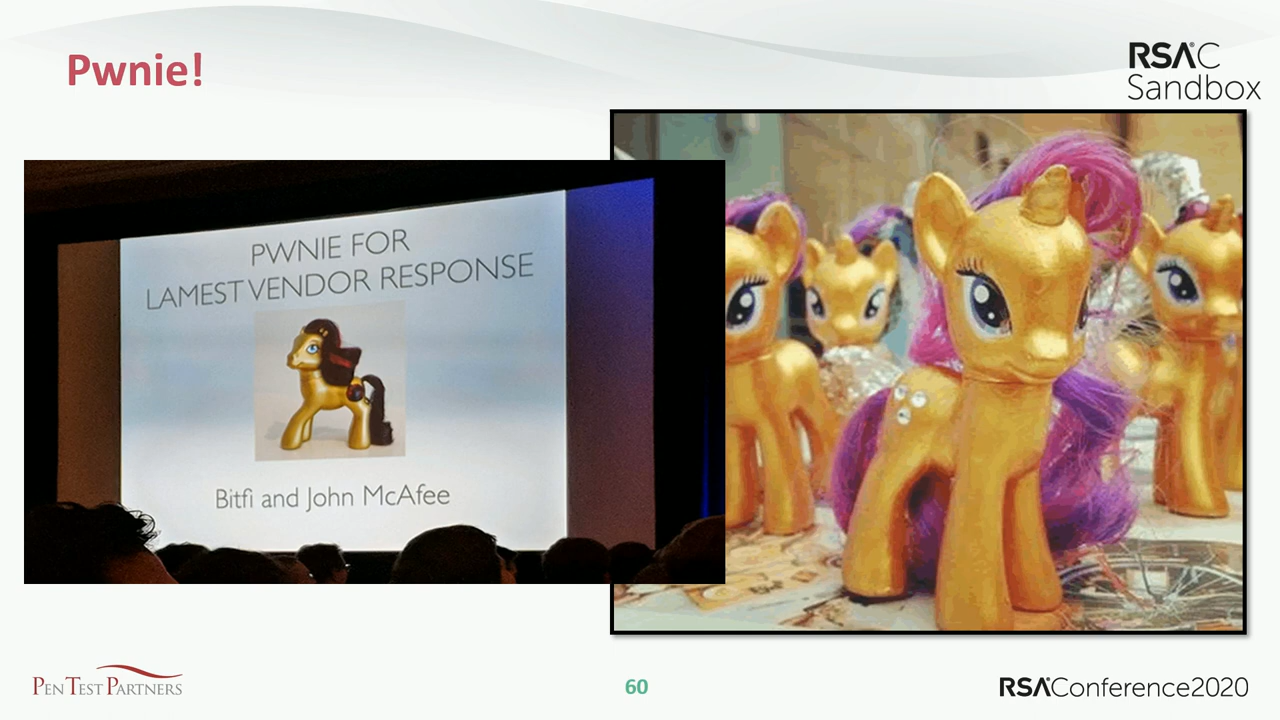 Pwnie!
RSAC
Sandbox
PWNIE FOR
LAMEST VENDOR RESPONSE
Bitfi and John McAfee
PEN TEST PARTNERS
60
RSAConference2020